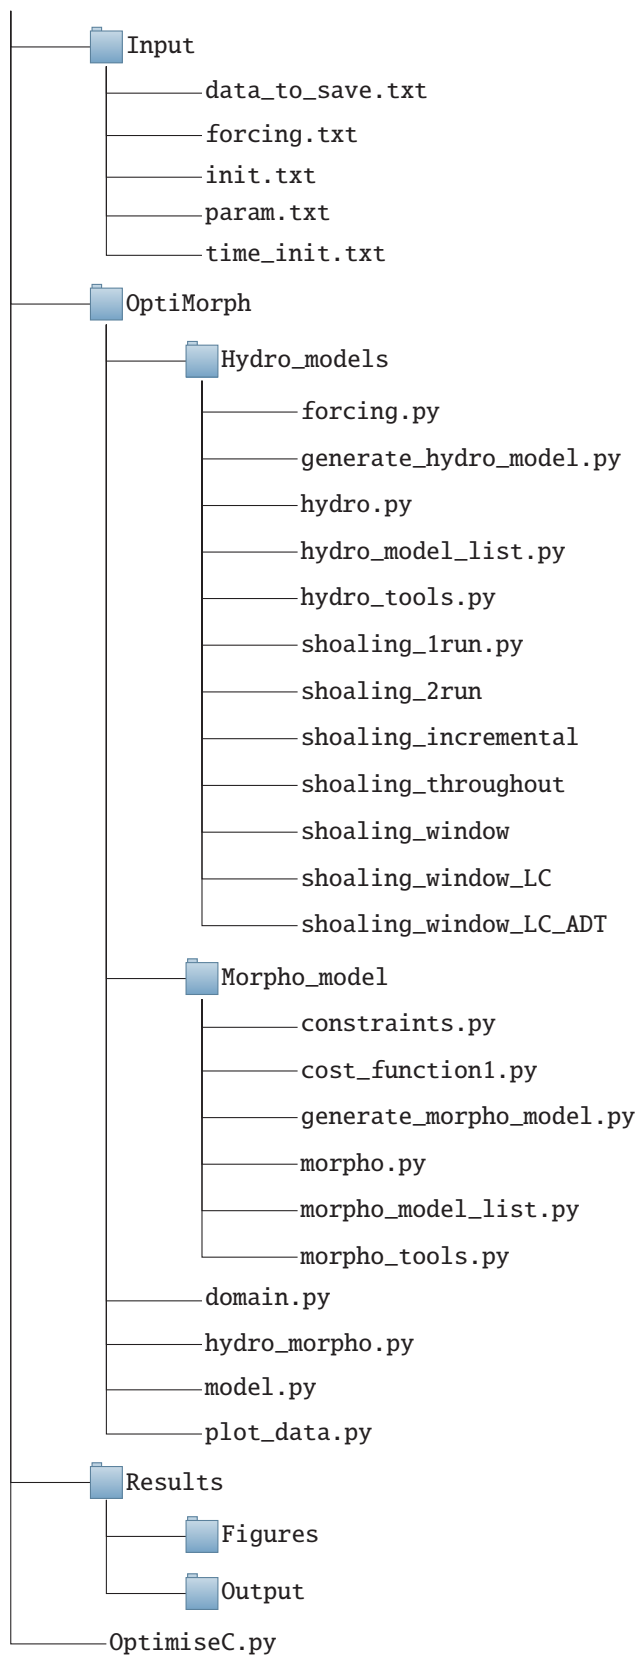 Input
data_to_save.txt
forcing.txt
init.txt
param.txt
time_init.txt
OptiMorph
Hydro_models
forcing.py
generate_hydro_model.py
hydro.py
hydro_model_list.py
hydro_tools.py
shoaling_1run.py
shoaling_2run
shoaling_incremental
shoaling_throughout
shoaling_window
shoaling_window_LC
shoaling_window_LC_ADT
Morpho_model
constraints.py
cost_function1.py
generate_morpho_model.py
morpho.py
morpho_model_list.py
morpho_tools.py
domain.py
hydro_morpho.py
model.py
plot_data.py
Results
Figures
Output
OptimiseC.py